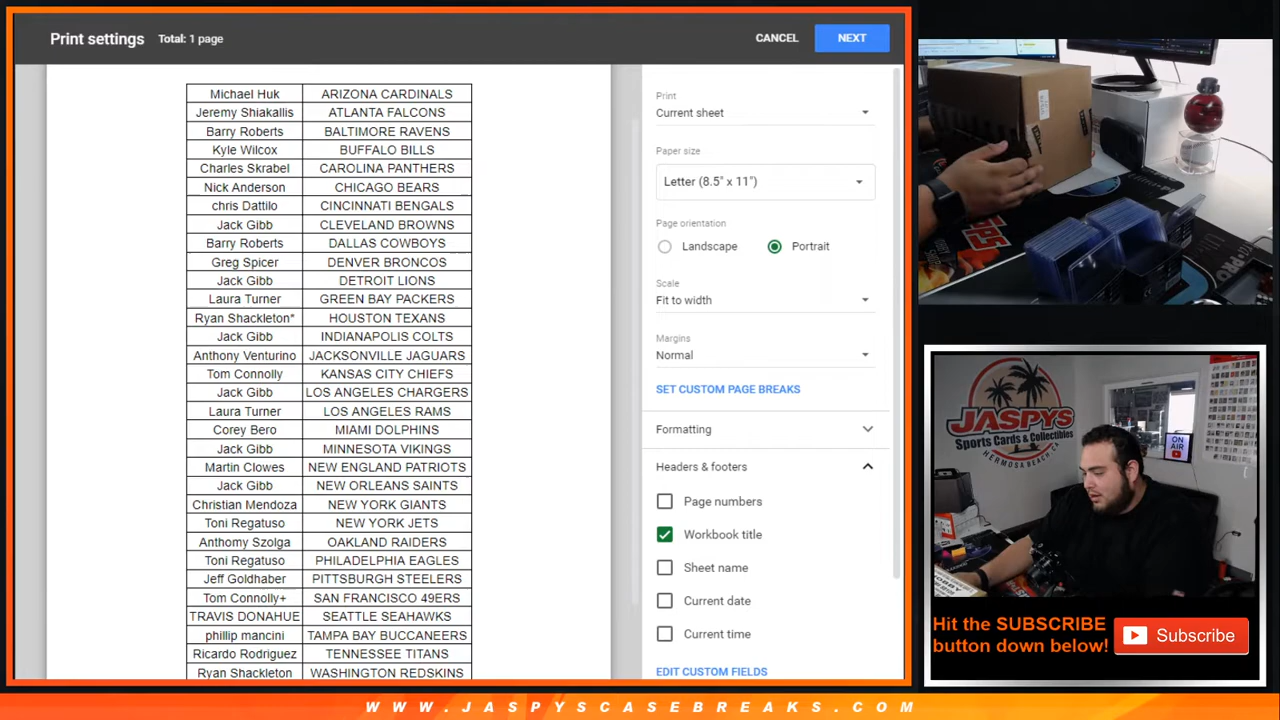 Print settings Total: 1 page CANCEL NEXT
Michael Huk ARIZONA CARDINALS
Jeremy Shiakallis ATLANTA FALCONS
Barry Roberts BALTIMORE RAVENS
Kyle Wilcox BUFFALO BILLS
Charles Skrabel CAROLINA PANTHERS
Nick Anderson CHICAGO BEARS
chris Dattilo CINCINNATI BENGALS
Jack Gibb CLEVELAND BROWNS
Barry Roberts DALLAS COWBOYS
Greg Spicer DENVER BRONCOS
Jack Gibb DETROIT LIONS
Laura Turner GREEN BAY PACKERS
Ryan Shackleton* HOUSTON TEXANS
Jack Gibb INDIANAPOLIS COLTS
Anthony Venturino JACKSONVILLE JAGUARS
Tom Connolly KANSAS CITY CHIEFS
Jack Gibb LOS ANGELES CHARGERS
Laura Turner LOS ANGELES RAMS
Corey Bero MIAMI DOLPHINS
Jack Gibb MINNESOTA VIKINGS
Martin Clowes NEW ENGLAND PATRIOTS
Jack Gibb NEW ORLEANS SAINTS
Christian Mendoza NEW YORK GIANTS
Toni Regatuso NEW YORK JETS
Anthomy Szolga OAKLAND RAIDERS
Toni Regatuso PHILADELPHIA EAGLES
Jeff Goldhaber PITTSBURGH STEELERS
Tom Connolly+ SAN FRANCISCO 49ERS
TRAVIS DONAHUE SEATTLE SEAHAWKS
phillip mancini TAMPA BAY BUCCANEERS
Ricardo Rodriguez TENNESSEE TITANS
Ryan Shackleton WASHINGTON REDSKINS
Print
Current sheet
Paper size
Letter (8.5" x 11")
Page orientation
Landscape Portrait
Scale
Fit to width
Margins
Normal
SET CUSTOM PAGE BREAKS
Formatting
Headers & footers
Page numbers
Workbook title
Sheet name
Current date
Current time
EDIT CUSTOM FIELDS
JASPYS
Sports Cards & Collectibles
HERMOSA BEACH CA
ON
AIR
Hit the SUBSCRIBE
button down below!
Subscribe
WWW.JASPYSCASEBREAKS.COM